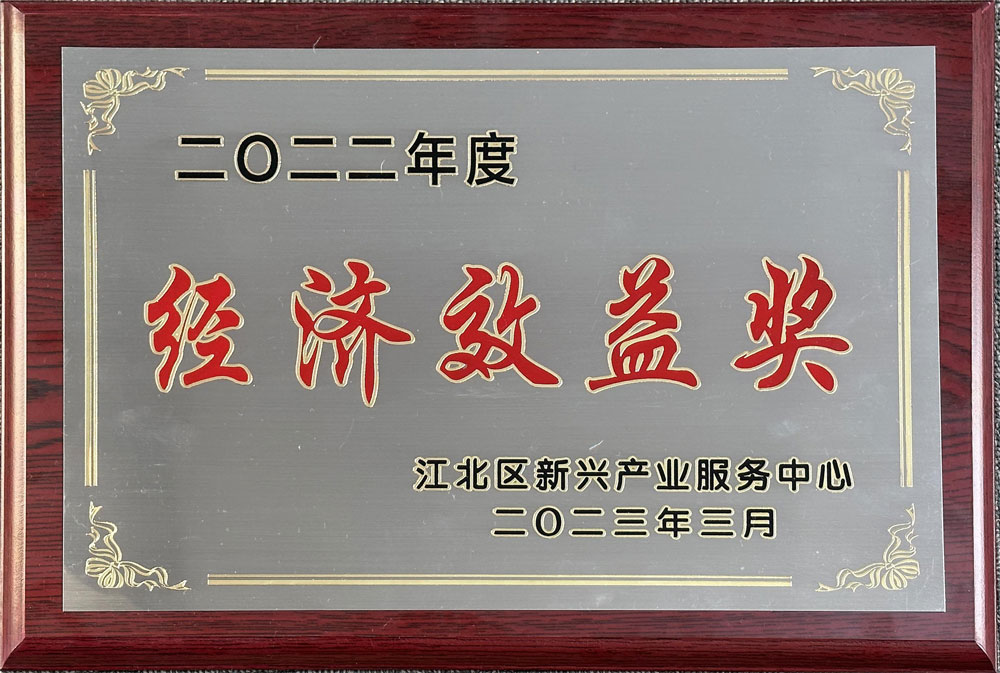 二〇二二年度
经济效益奖
江北区新兴产业服务中心
二〇二三年三月